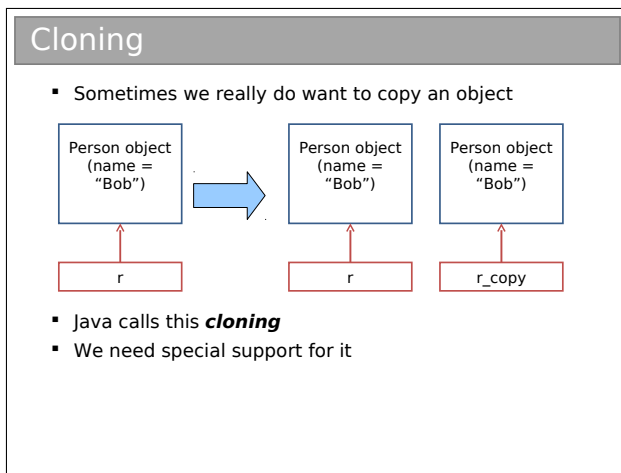 Cloning
▪ Sometimes we really do want to copy an object
Person object
(name =
“Bob”)
Person object
(name =
“Bob”)
Person object
(name =
“Bob”)
r
r
r_copy
▪ Java calls this cloning
▪ We need special support for it